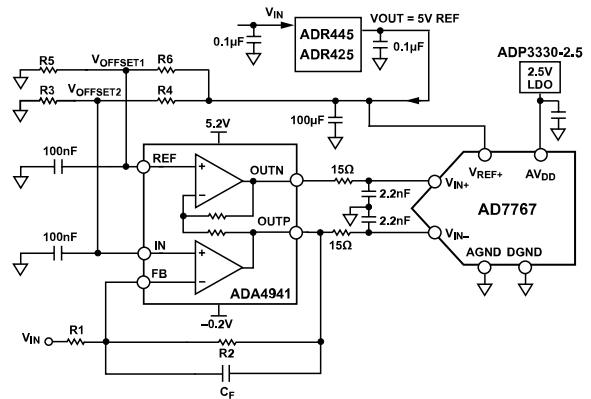 VIN
ADR445
ADR425
VOUT = 5V REF
0.1µF
0.1µF
ADP3330-2.5
2.5V
LDO
R5
VOFFSET1
R6
R3
VOFFSET2
R4
100µF
5.2V
100nF
REF
OUTN
15Ω
VREF+
AVDD
VIN+
2.2nF
AD7767
OUTP
2.2nF
VIN–
15Ω
100nF
IN
FB
AGND
DGND
ADA4941
–0.2V
VIN
R1
R2
CF
+
–
+
–